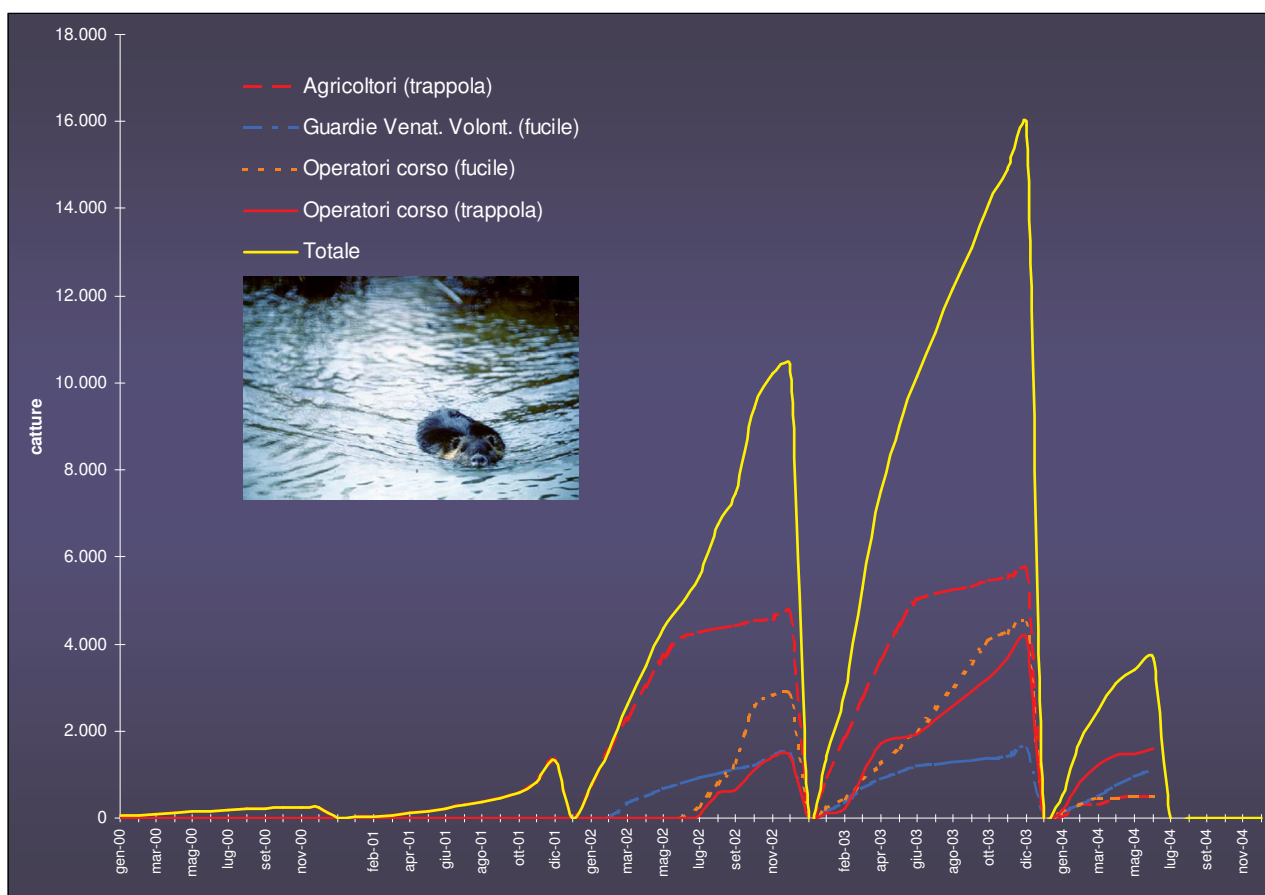 18.000
16.000
14.000
12.000
10.000
8.000
6.000
4.000
2.000
0
catture
Agricoltori (trappola)
Guardie Venat. Volont. (fucile)
Operatori corso (fucile)
Operatori corso (trappola)
Totale
gen-00
mar-00
mag-00
lug-00
set-00
nov-00
feb-01
apr-01
giu-01
ago-01
ott-01
dic-01
gen-02
mar-02
mag-02
lug-02
set-02
nov-02
feb-03
apr-03
giu-03
ago-03
ott-03
dic-03
gen-04
mar-04
mag-04
lug-04
set-04
nov-04